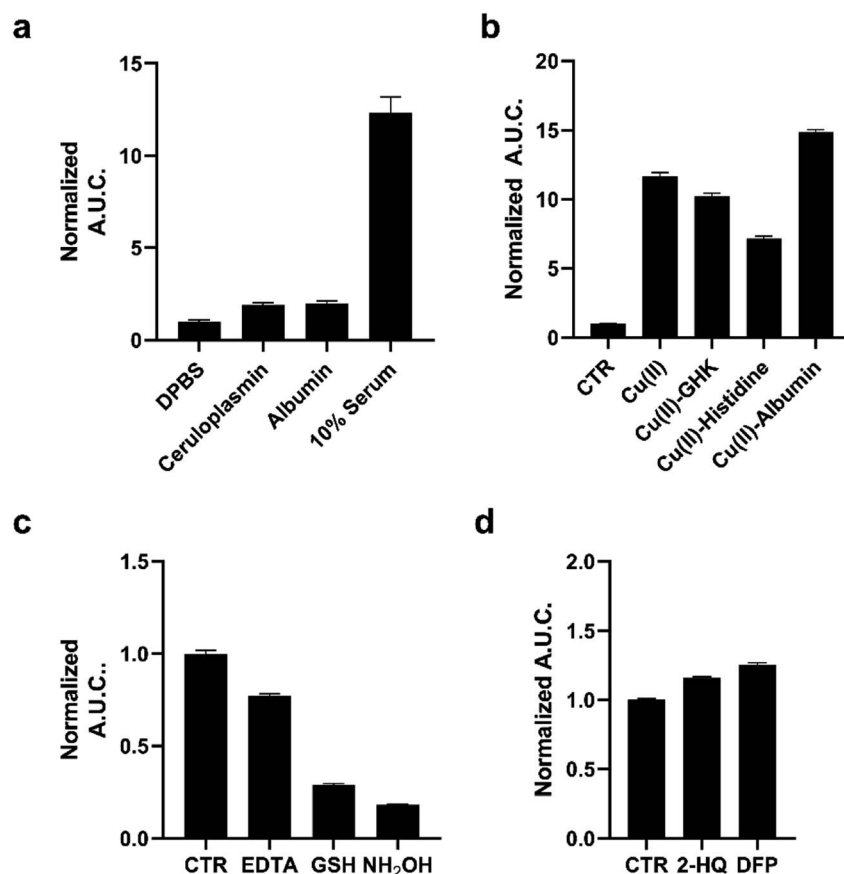 a
Normalized
A.U.C.
15
10
5
0
DPBS
Ceruloplasmin
Albumin
10% Serum
b
Normalized A.U.C.
20
15
10
5
0
CTR
Cu(II)
Cu(II)-GHK
Cu(II)-Histidine
Cu(II)-Albumin
c
Normalized
A.U.C..
1.5
1.0
0.5
0.0
CTR EDTA GSH NH₂OH
d
Normalized A.U.C.
2.0
1.5
1.0
0.5
0.0
CTR 2-HQ DFP